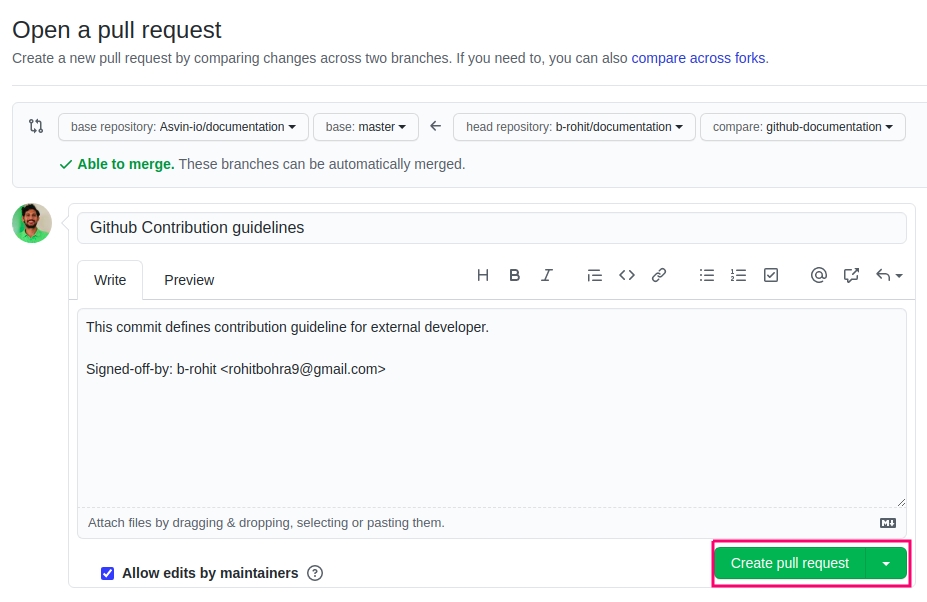 Open a pull request
Create a new pull request by comparing changes across two branches. If you need to, you can also compare across forks.
base repository: Asvin-io/documentation base: master head repository: b-rohit/documentation compare: github-documentation
Able to merge. These branches can be automatically merged.
Github Contribution guidelines
Write Preview H B I
This commit defines contribution guideline for external developer.
Signed-off-by: b-rohit <rohitbohra9@gmail.com>
Attach files by dragging & dropping, selecting or pasting them.
Allow edits by maintainers
Create pull request